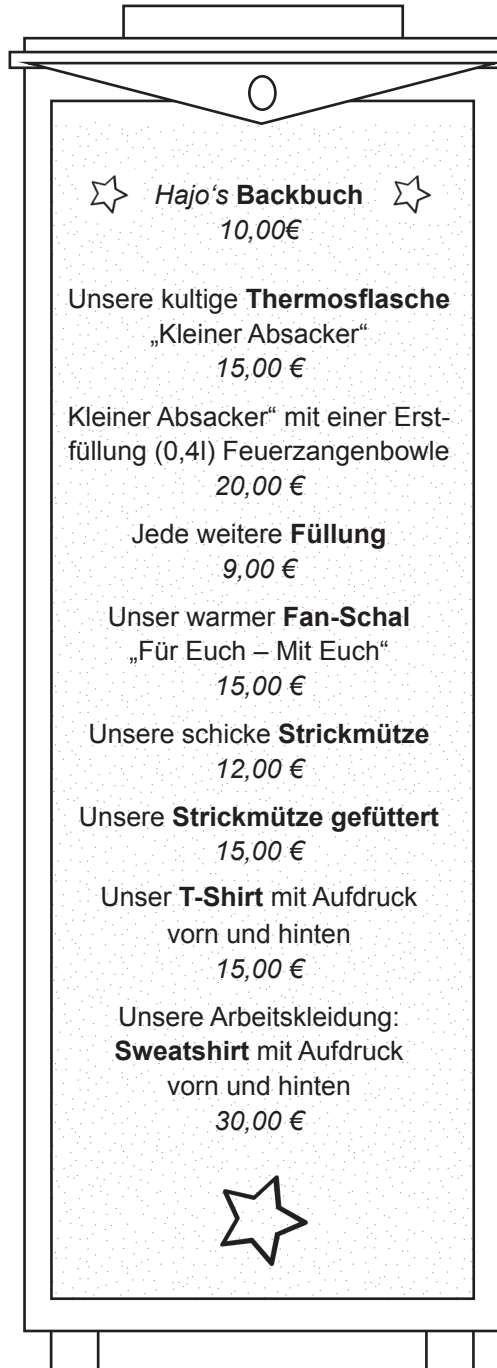 Hajo‘s Backbuch
10,00€
Unsere kultige Thermosflasche
„Kleiner Absacker“
15,00 €
Kleiner Absacker“ mit einer Erst-
füllung (0,4l) Feuerzangenbowle
20,00 €
Jede weitere Füllung
9,00 €
Unser warmer Fan-Schal
„Für Euch – Mit Euch“
15,00 €
Unsere schicke Strickmütze
12,00 €
Unsere Strickmütze gefüttert
15,00 €
Unser T-Shirt mit Aufdruck
vorn und hinten
15,00 €
Unsere Arbeitskleidung:
Sweatshirt mit Aufdruck
vorn und hinten
30,00 €